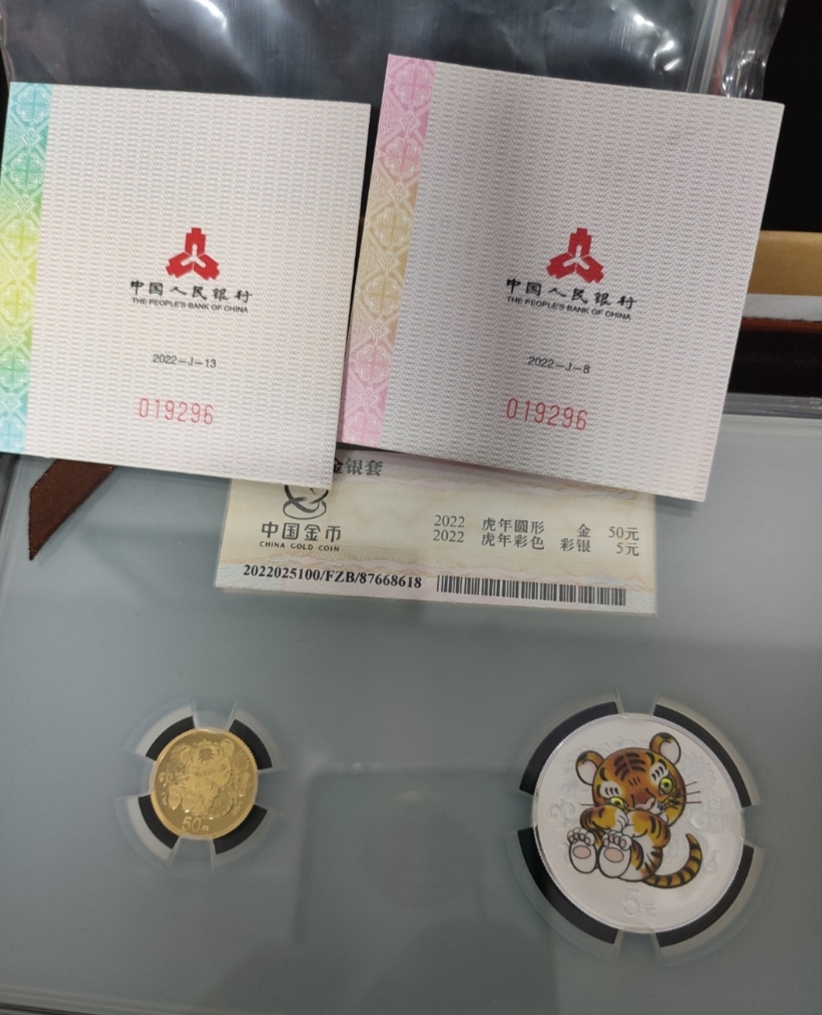 中国人民银行
THE PEOPLE'S BANK OF CHINA
2022-J-13
019296
中国人民银行
THE PEOPLE'S BANK OF CHINA
2022-J-8
019296
金银套
中国金币
CHINA GOLD COIN
2022 虎年圆形 金 50元
2022 虎年彩色 彩银 5元
2022025100/FZB/87668618
50元
5元